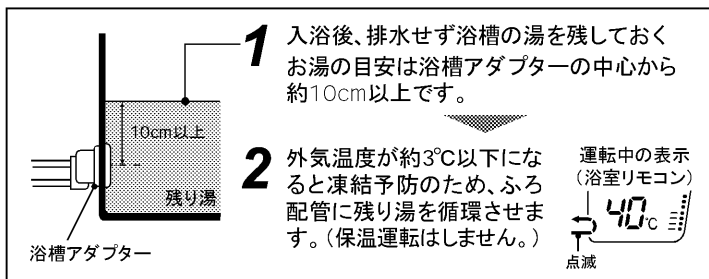 1 入浴後、排水せず浴槽の湯を残しておく
お湯の目安は浴槽アダプターの中心から
約10cm以上です。
10cm以上
残り湯
浴槽アダプター
2 外気温度が約3℃以下にな
ると凍結予防のため、ふろ
配管に残り湯を循環させま
す。（保温運転はしません。）
運転中の表示
（浴室リモコン）
40℃
点滅